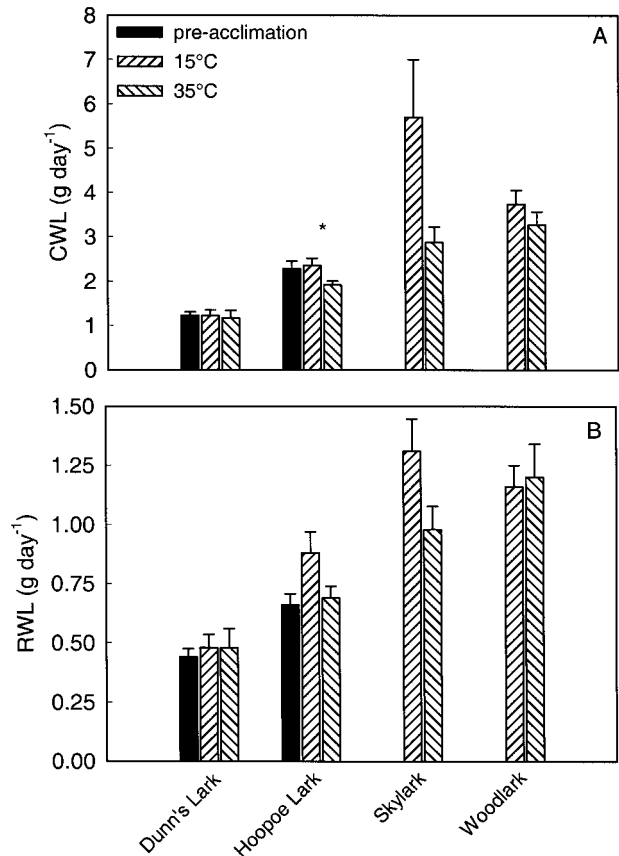 A
pre-acclimation
15°C
35°C
CWL (g day⁻¹)
8
7
6
5
4
3
2
1
0
*
B
RWL (g day⁻¹)
1.50
1.25
1.00
0.75
0.50
0.25
0.00
Dunn's Lark
Hoopoe Lark
Skylark
Woodlark